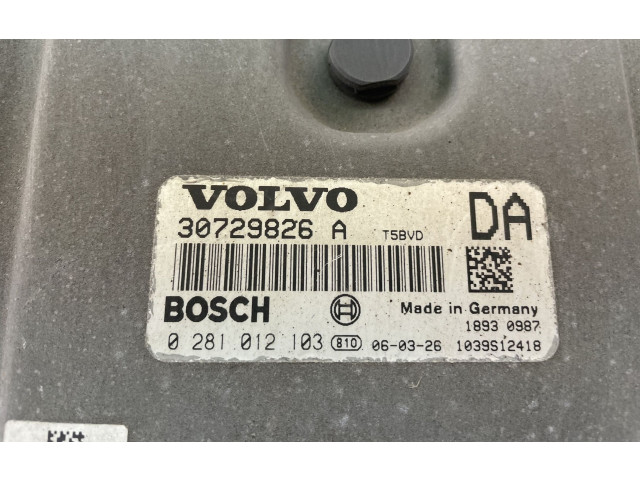 VOLVO
30729826 A T5BVD DA
BOSCH Made in Germany
1893 0987
0 281 012 103 810 06-03-26 1039S12418